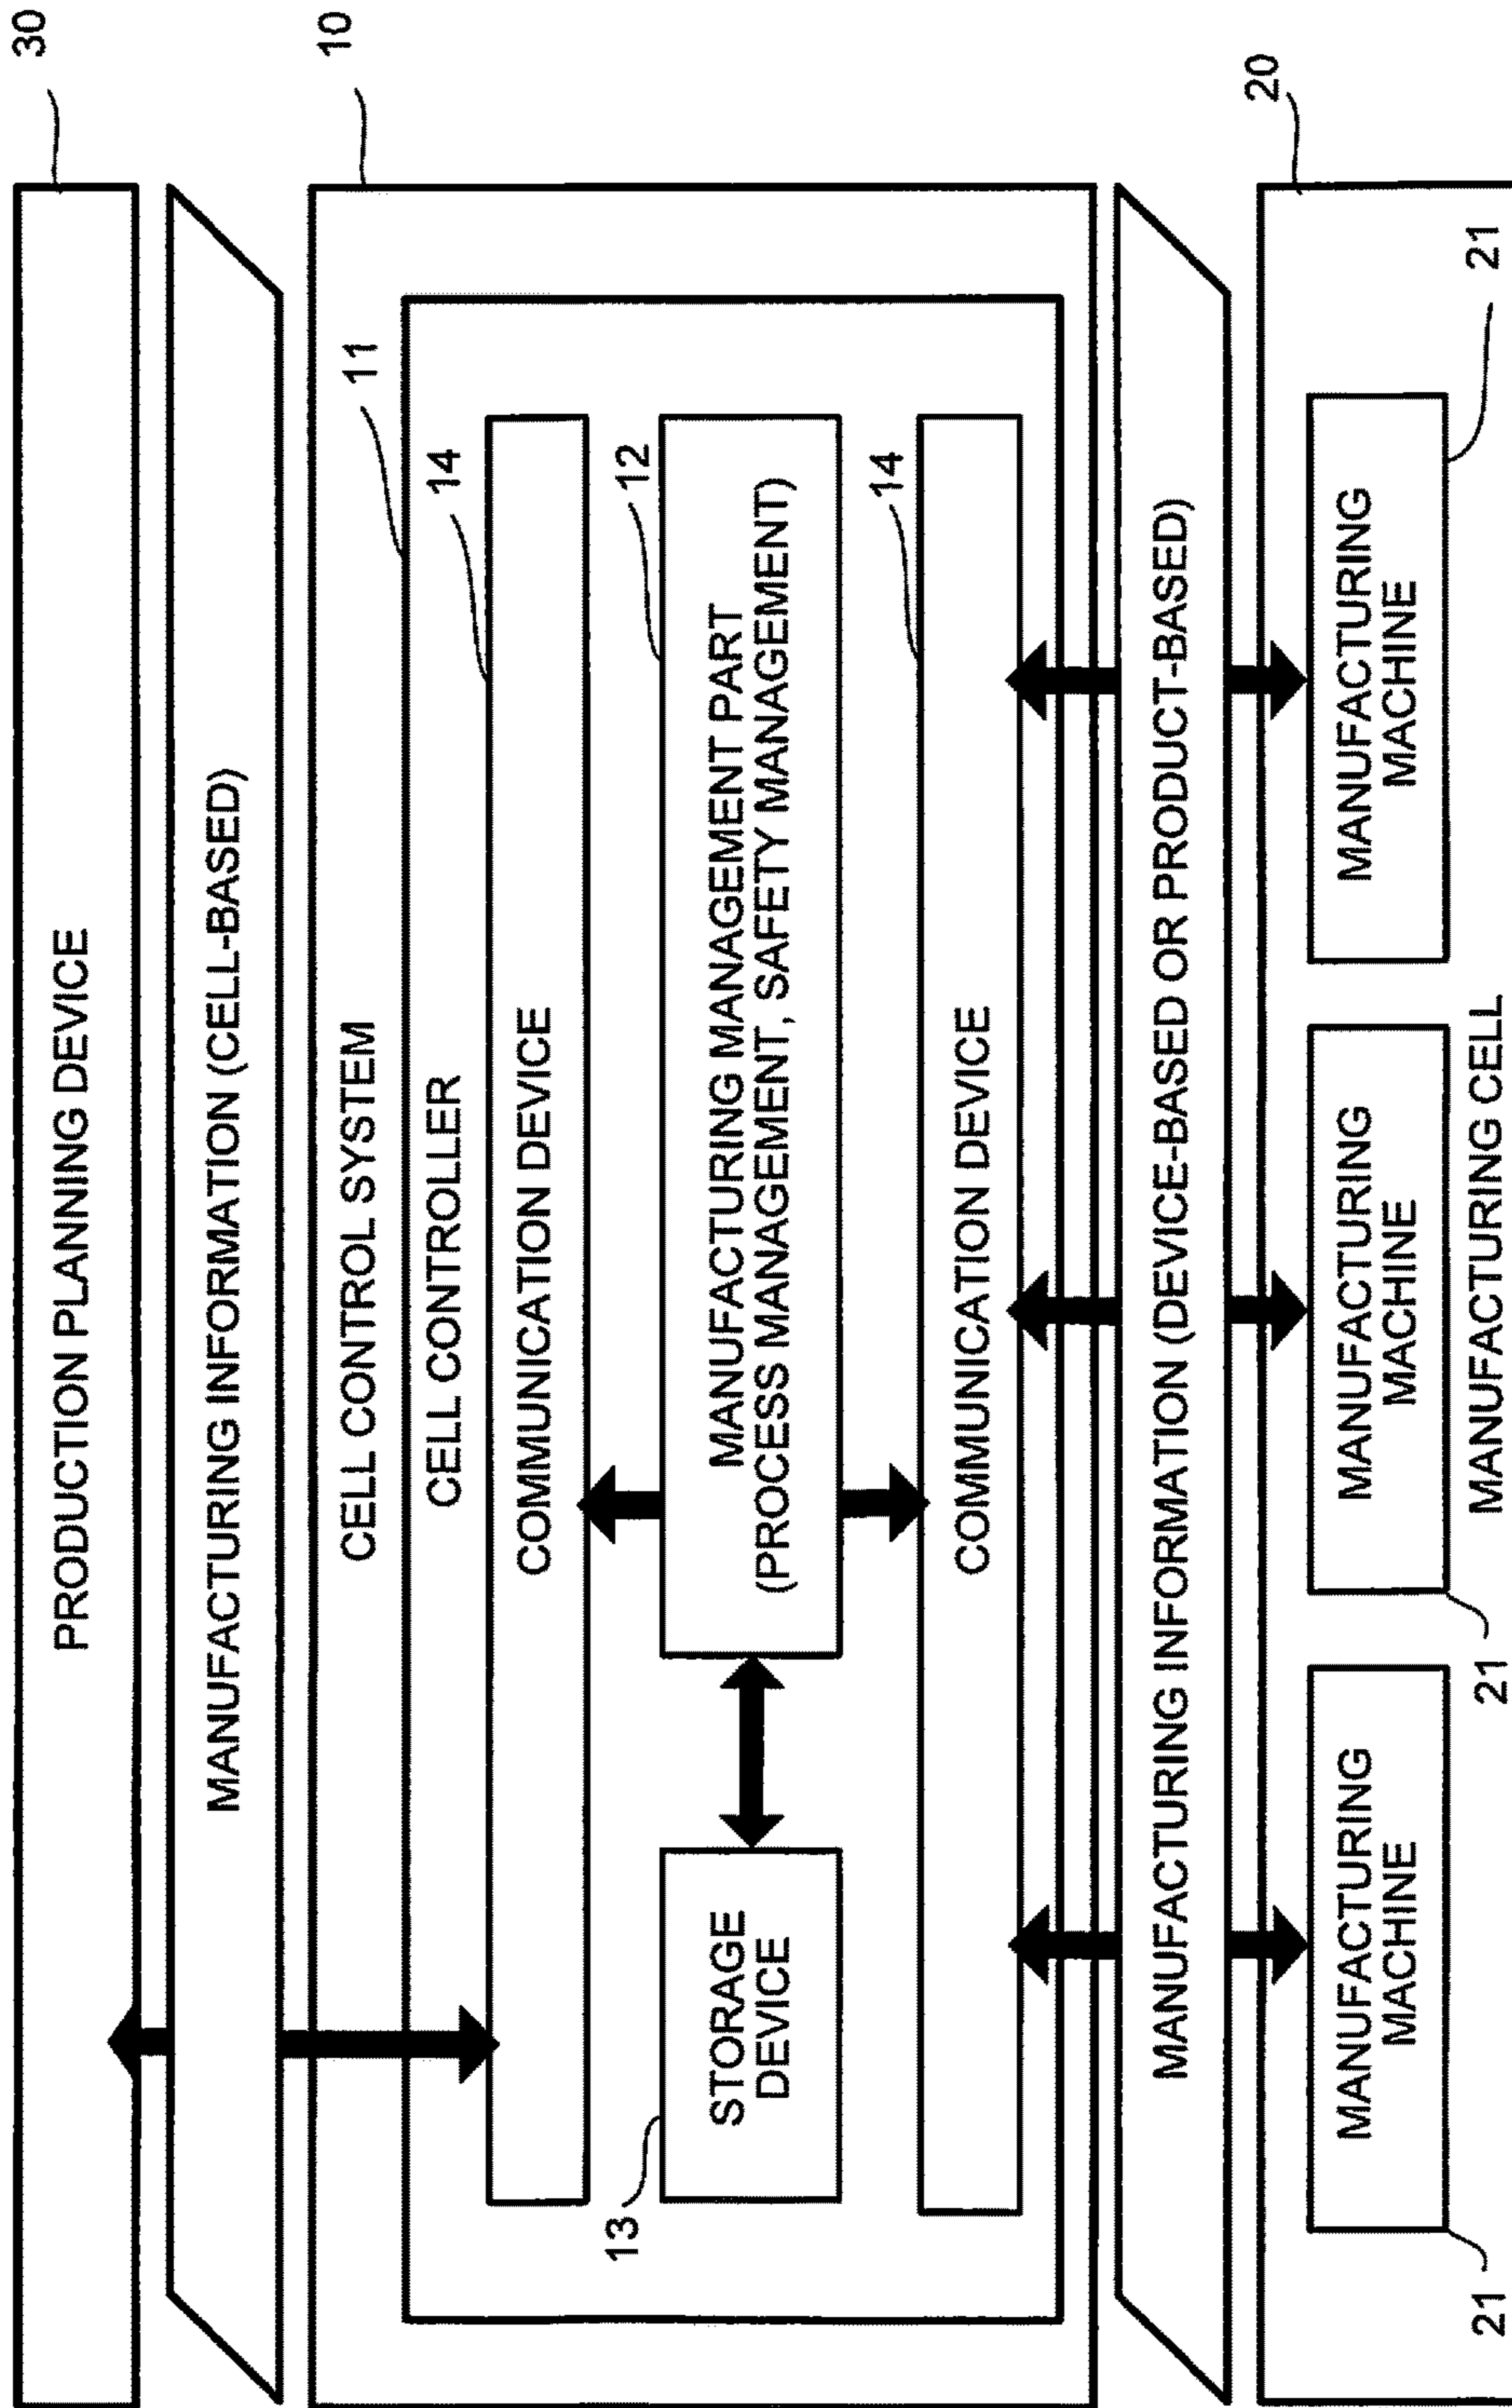 30
PRODUCTION PLANNING DEVICE
MANUFACTURING INFORMATION (CELL-BASED)
10
CELL CONTROL SYSTEM
11
CELL CONTROLLER
14
COMMUNICATION DEVICE
12
MANUFACTURING MANAGEMENT PART
(PROCESS MANAGEMENT, SAFETY MANAGEMENT)
13
STORAGE
DEVICE
14
COMMUNICATION DEVICE
MANUFACTURING INFORMATION (DEVICE-BASED OR PRODUCT-BASED)
20
MANUFACTURING
MACHINE
MANUFACTURING
MACHINE
MANUFACTURING
MACHINE
21
21
21
MANUFACTURING CELL